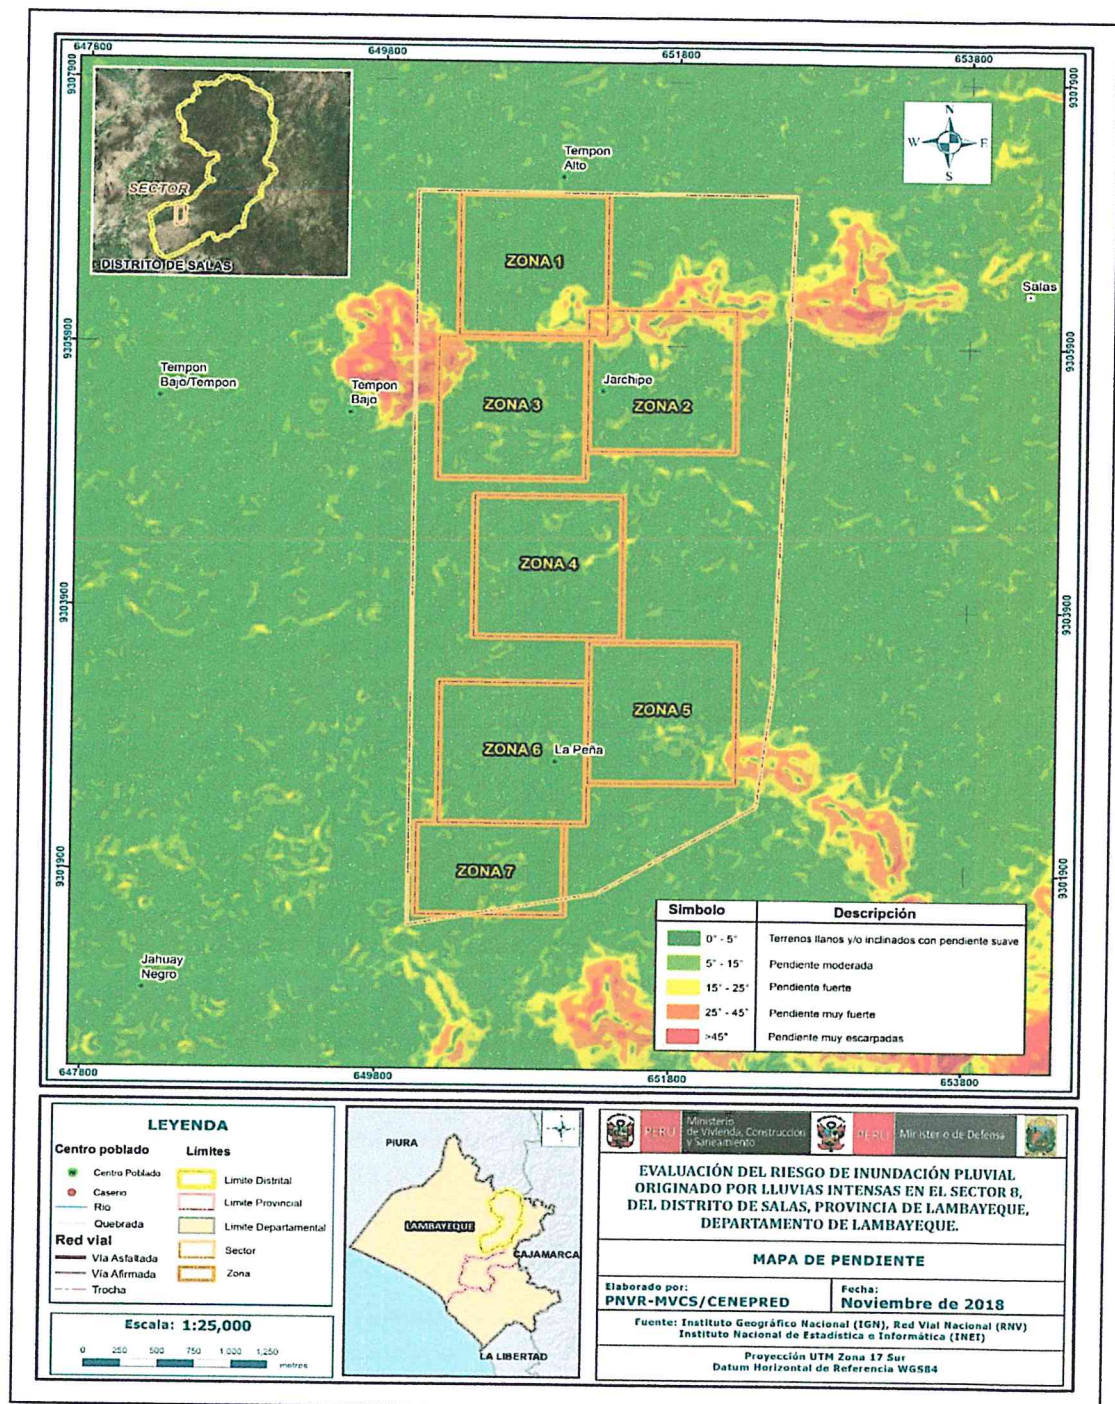 647800 649800 651800 653800
9307900 9307900
N
W E
S
Tempon
Alto
SECTOR
DISTRITO DE SALAS
ZONA 1
Salas
9305900 9305900
Tempon
Bajo/Tempon
Tempon
Bajo
Jarchipe
ZONA 3
ZONA 2
ZONA 4
9303900 9303900
ZONA 5
ZONA 6
La Peña
9301900 9301900
ZONA 7
Jahuay
Negro
Simbolo Descripción
0° - 5° Terrenos llanos y/o inclinados con pendiente suave
5° - 15° Pendiente moderada
15° - 25° Pendiente fuerte
25° - 45° Pendiente muy fuerte
>45° Pendiente muy escarpadas
647800 649800 651800 653800
LEYENDA
Centro poblado
Centro Poblado
Caserio
Rio
Quebrada
Red vial
Vía Asfaltada
Vía Afirmada
Trocha
Límites
Limite Distrital
Limite Provincial
Limite Departamental
Sector
Zona
Escala: 1:25,000
0 250 500 750 1,000 1,250
metros
PIURA
LAMBAYEQUE
CAJAMARCA
LA LIBERTAD
PERÚ Ministerio
de Vivienda, Construcción
y Saneamiento
PERÚ Ministerio de Defensa
EVALUACIÓN DEL RIESGO DE INUNDACIÓN PLUVIAL
ORIGINADO POR LLUVIAS INTENSAS EN EL SECTOR 8,
DEL DISTRITO DE SALAS, PROVINCIA DE LAMBAYEQUE,
DEPARTAMENTO DE LAMBAYEQUE.
MAPA DE PENDIENTE
Elaborado por:
PNVR-MVCS/CENEPRED
Fecha:
Noviembre de 2018
Fuente: Instituto Geográfico Nacional (IGN), Red Vial Nacional (RNV)
Instituto Nacional de Estadística e Informática (INEI)
Proyección UTM Zona 17 Sur
Datum Horizontal de Referencia WGS84